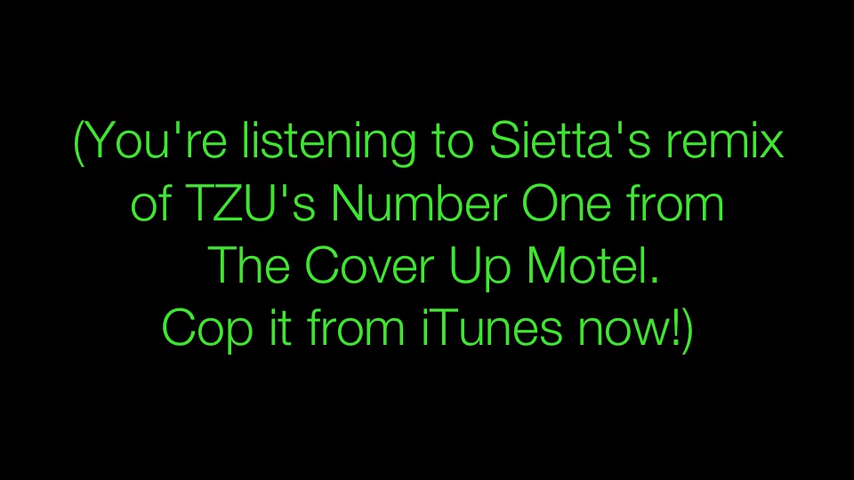 (You're listening to Sietta's remix
of TZU's Number One from
The Cover Up Motel.
Cop it from iTunes now!)